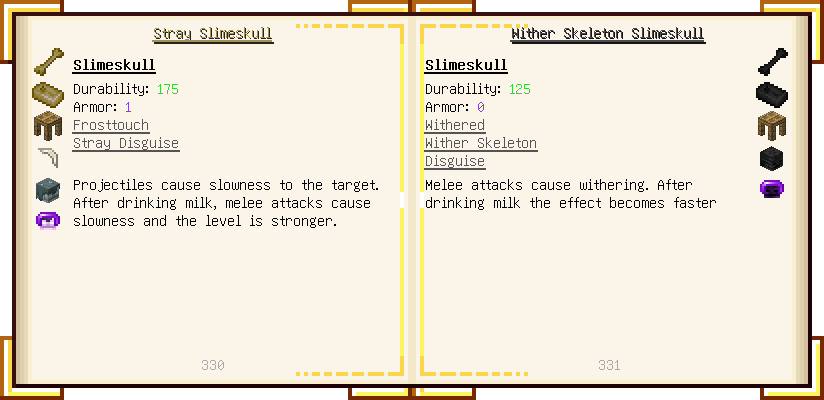 Stray Slimeskull
Slimeskull
Durability: 175
Armor: 1
Frosttouch
Stray Disguise
Projectiles cause slowness to the target.
After drinking milk, melee attacks cause
slowness and the level is stronger.
330
Wither Skeleton Slimeskull
Slimeskull
Durability: 125
Armor: 0
Withered
Wither Skeleton
Disguise
Melee attacks cause withering. After
drinking milk the effect becomes faster
331